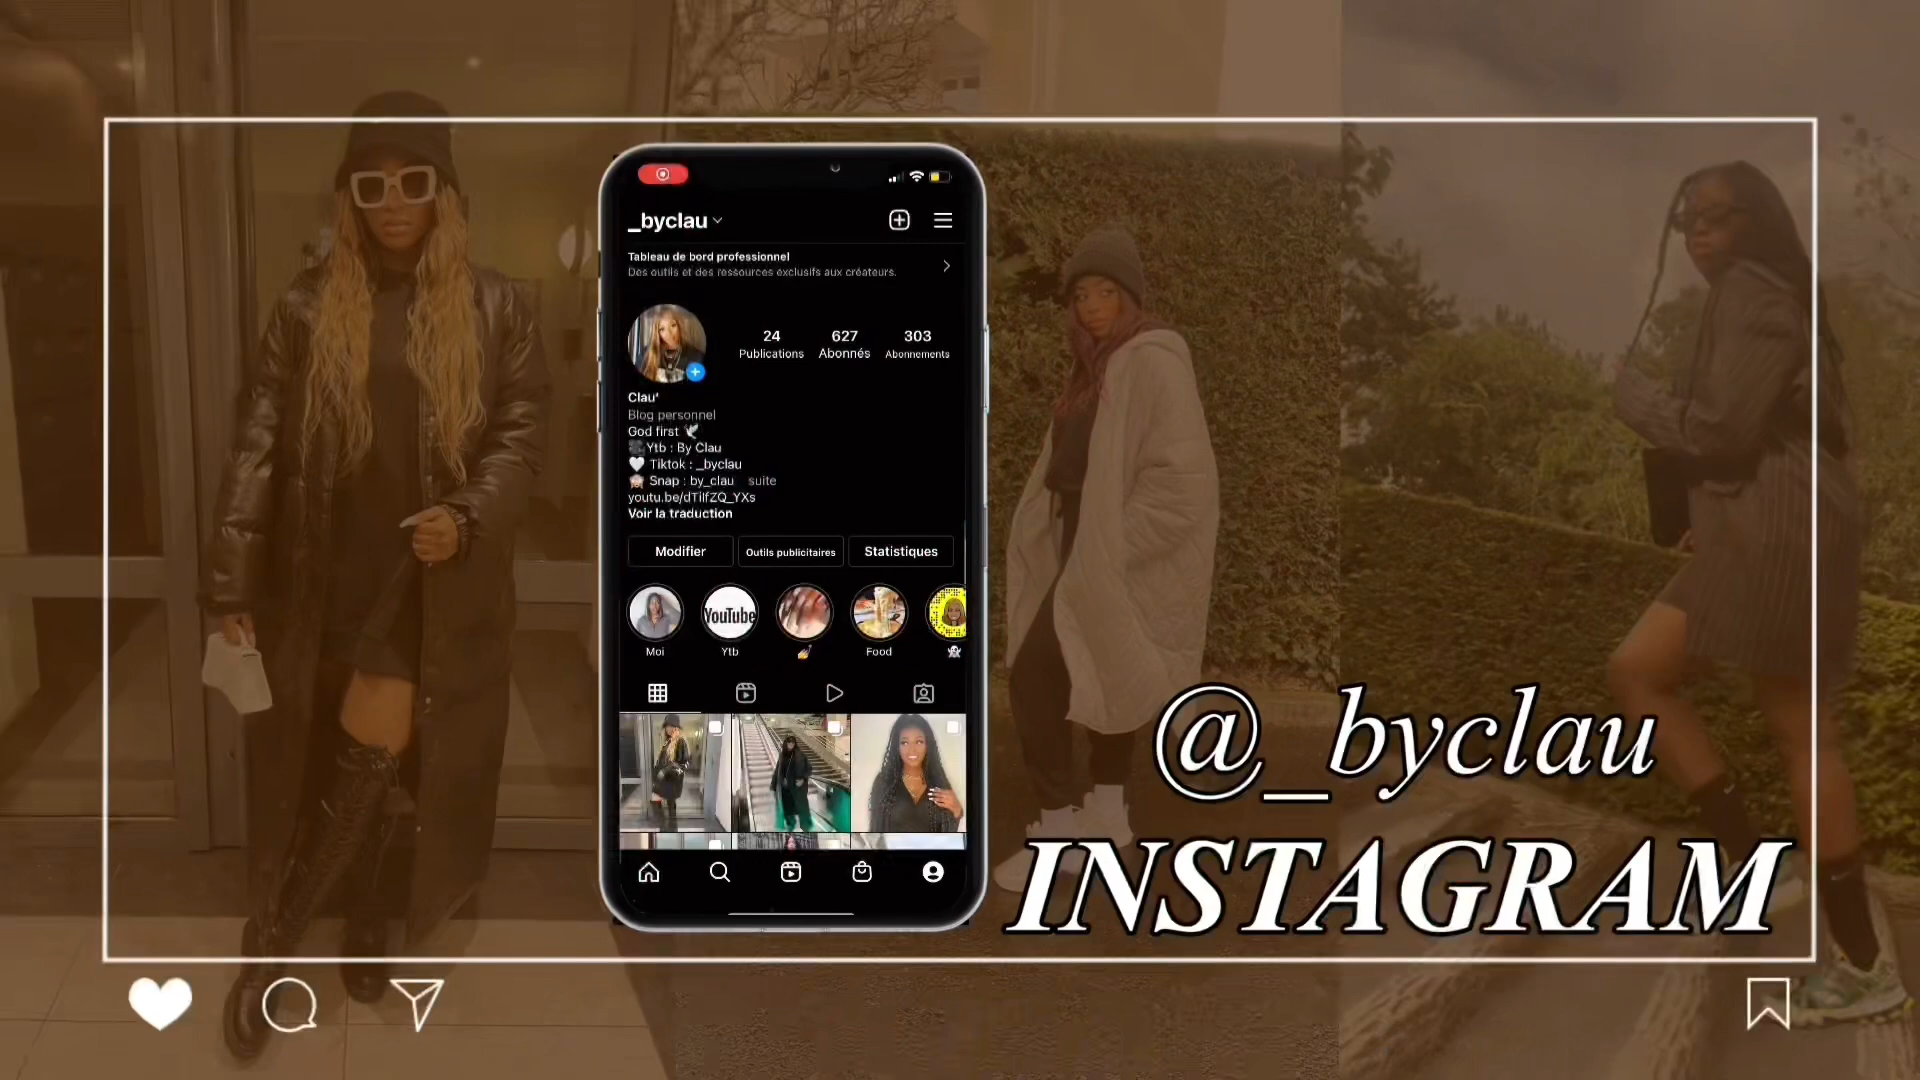 _byclau
Tableau de bord professionnel
Des outils et des ressources exclusifs aux créateurs.
24 627 303
Publications Abonnés Abonnements
Clau'
Blog personnel
God first 🕊
Ytb : By Clau
🤍 Tiktok : _byclau
🙈 Snap : by_clau suite
youtu.be/dTiIfZQ_YXs
Voir la traduction
Modifier Outils publicitaires Statistiques
YouTube
Moi Ytb 💅 Food 👻
@_byclau
INSTAGRAM